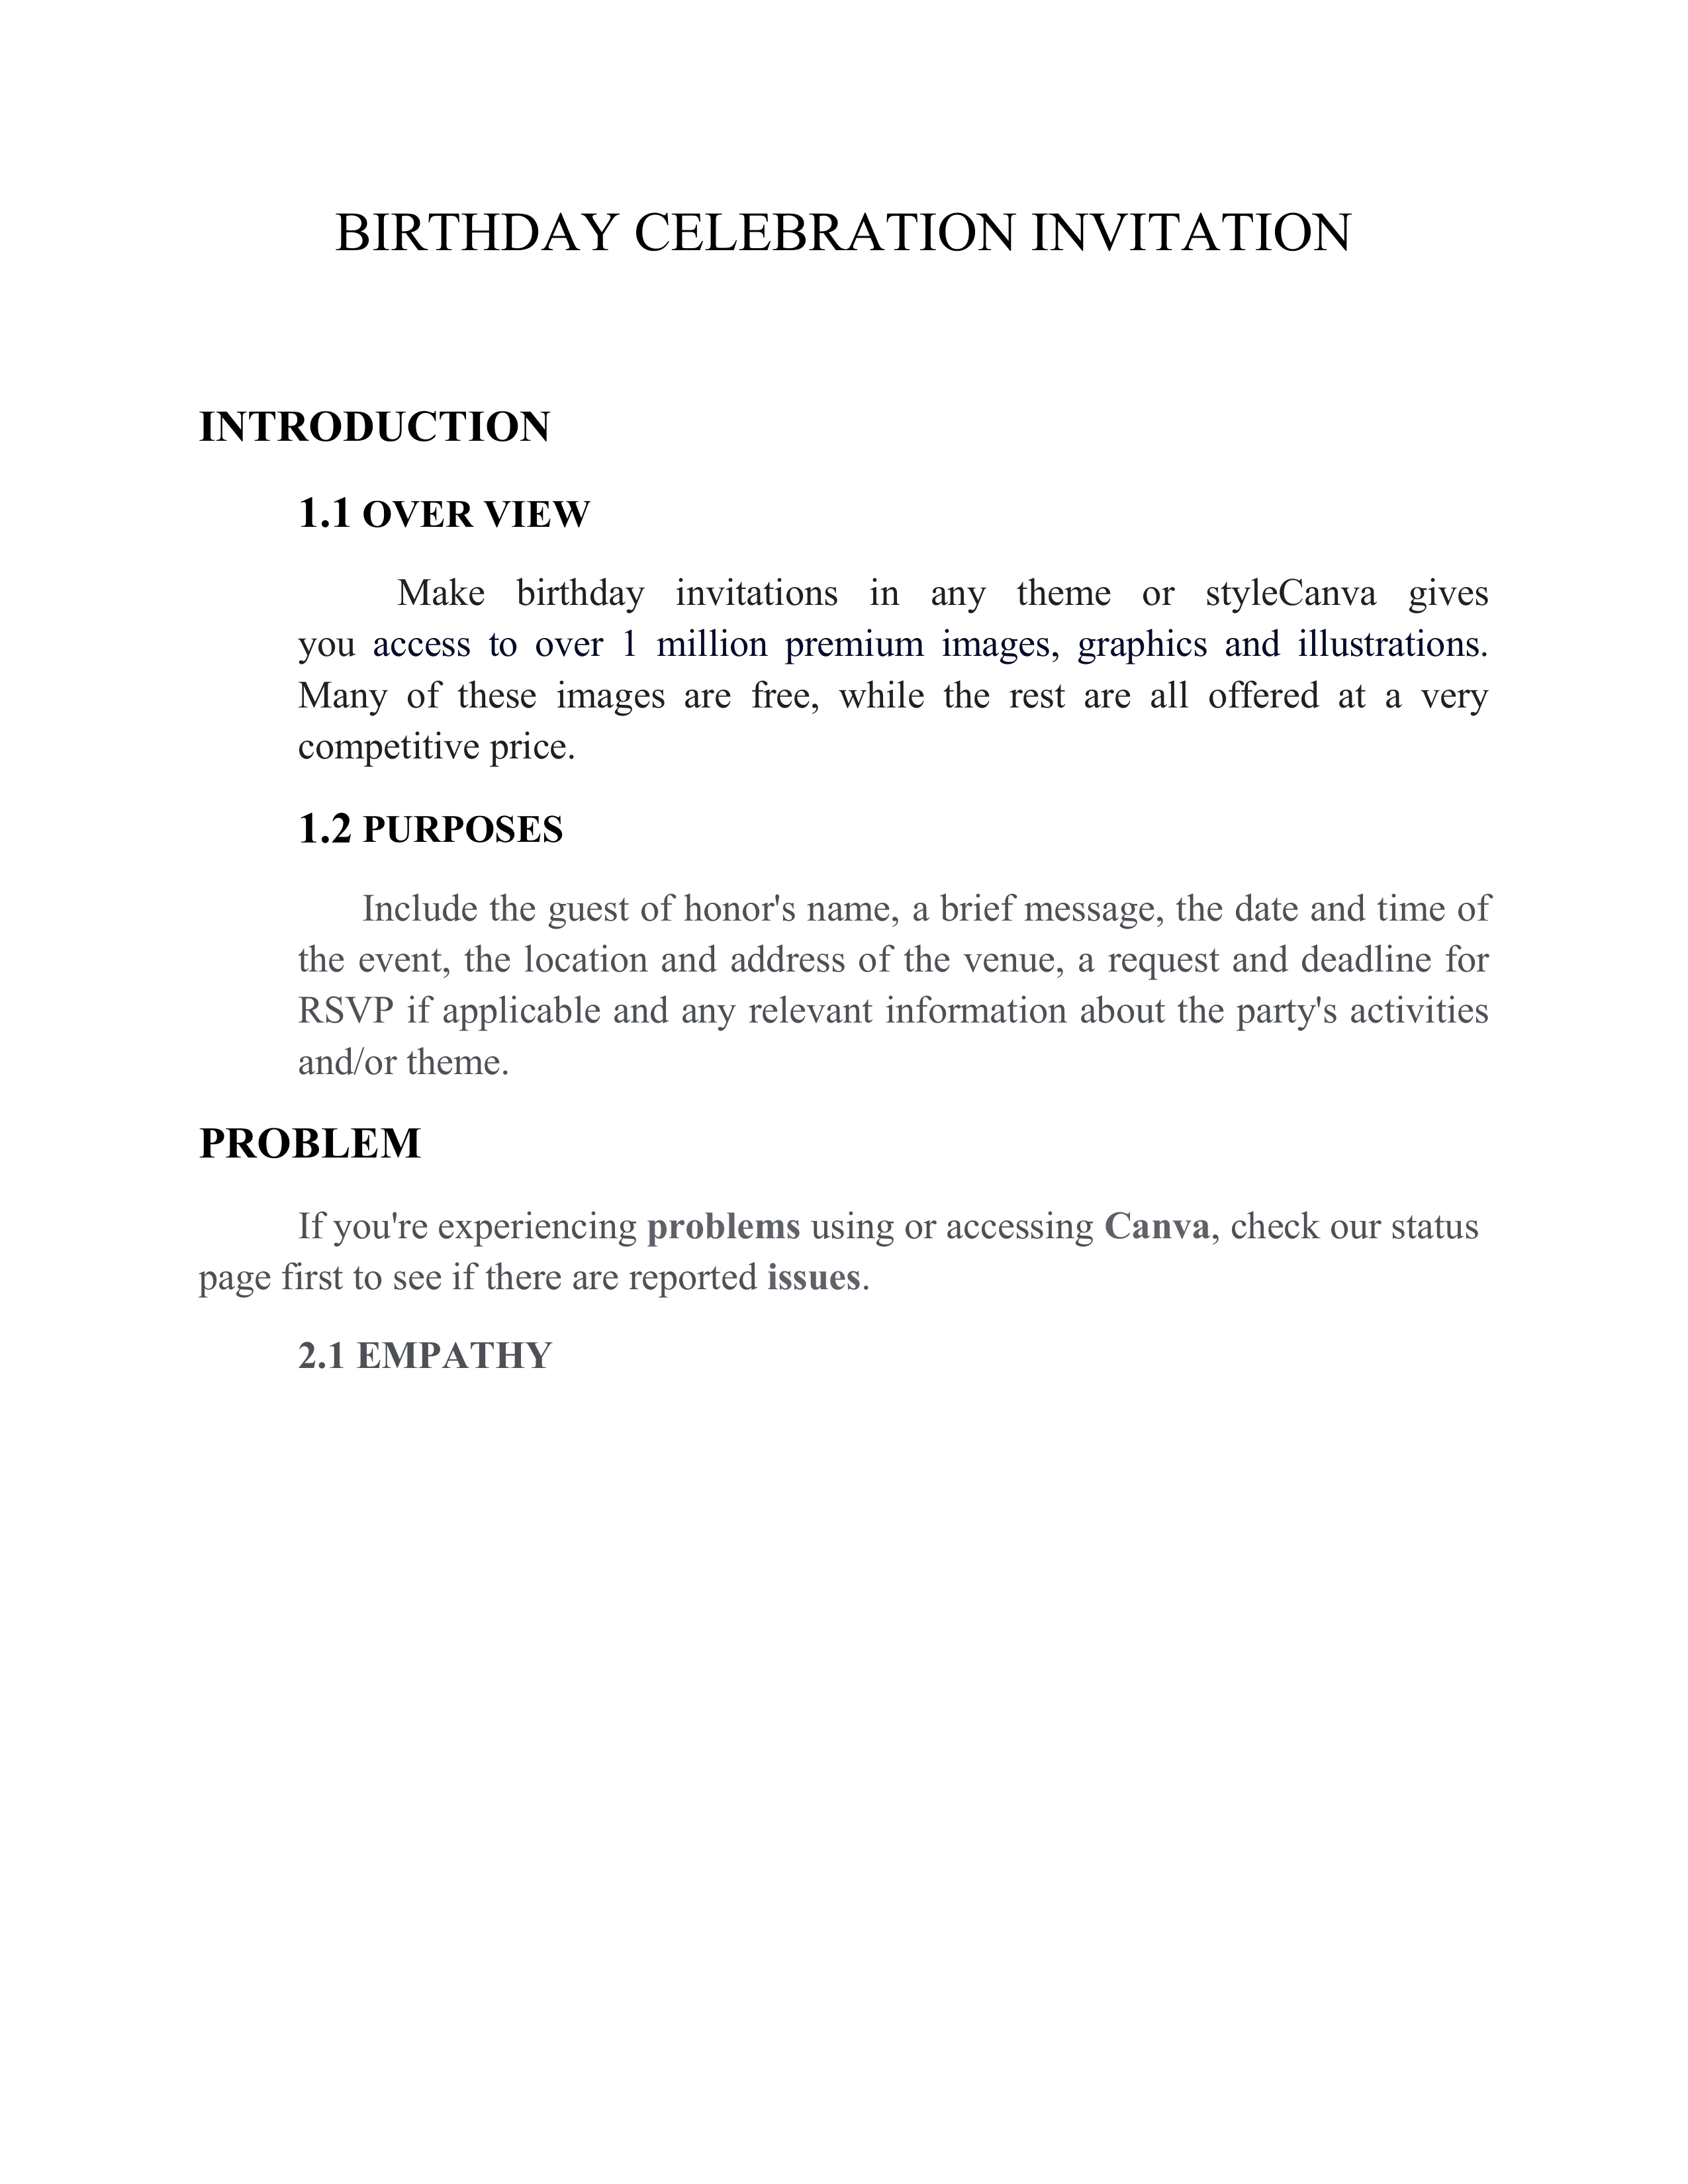 BIRTHDAY CELEBRATION INVITATION
INTRODUCTION
1.1 OVER VIEW
Make birthday invitations in any theme or styleCanva gives
you access to over 1 million premium images, graphics and illustrations.
Many of these images are free, while the rest are all offered at a very
competitive price.
1.2 PURPOSES
Include the guest of honor's name, a brief message, the date and time of
the event, the location and address of the venue, a request and deadline for
RSVP if applicable and any relevant information about the party's activities
and/or theme.
PROBLEM
If you're experiencing problems using or accessing Canva, check our status
page first to see if there are reported issues.
2.1 EMPATHY